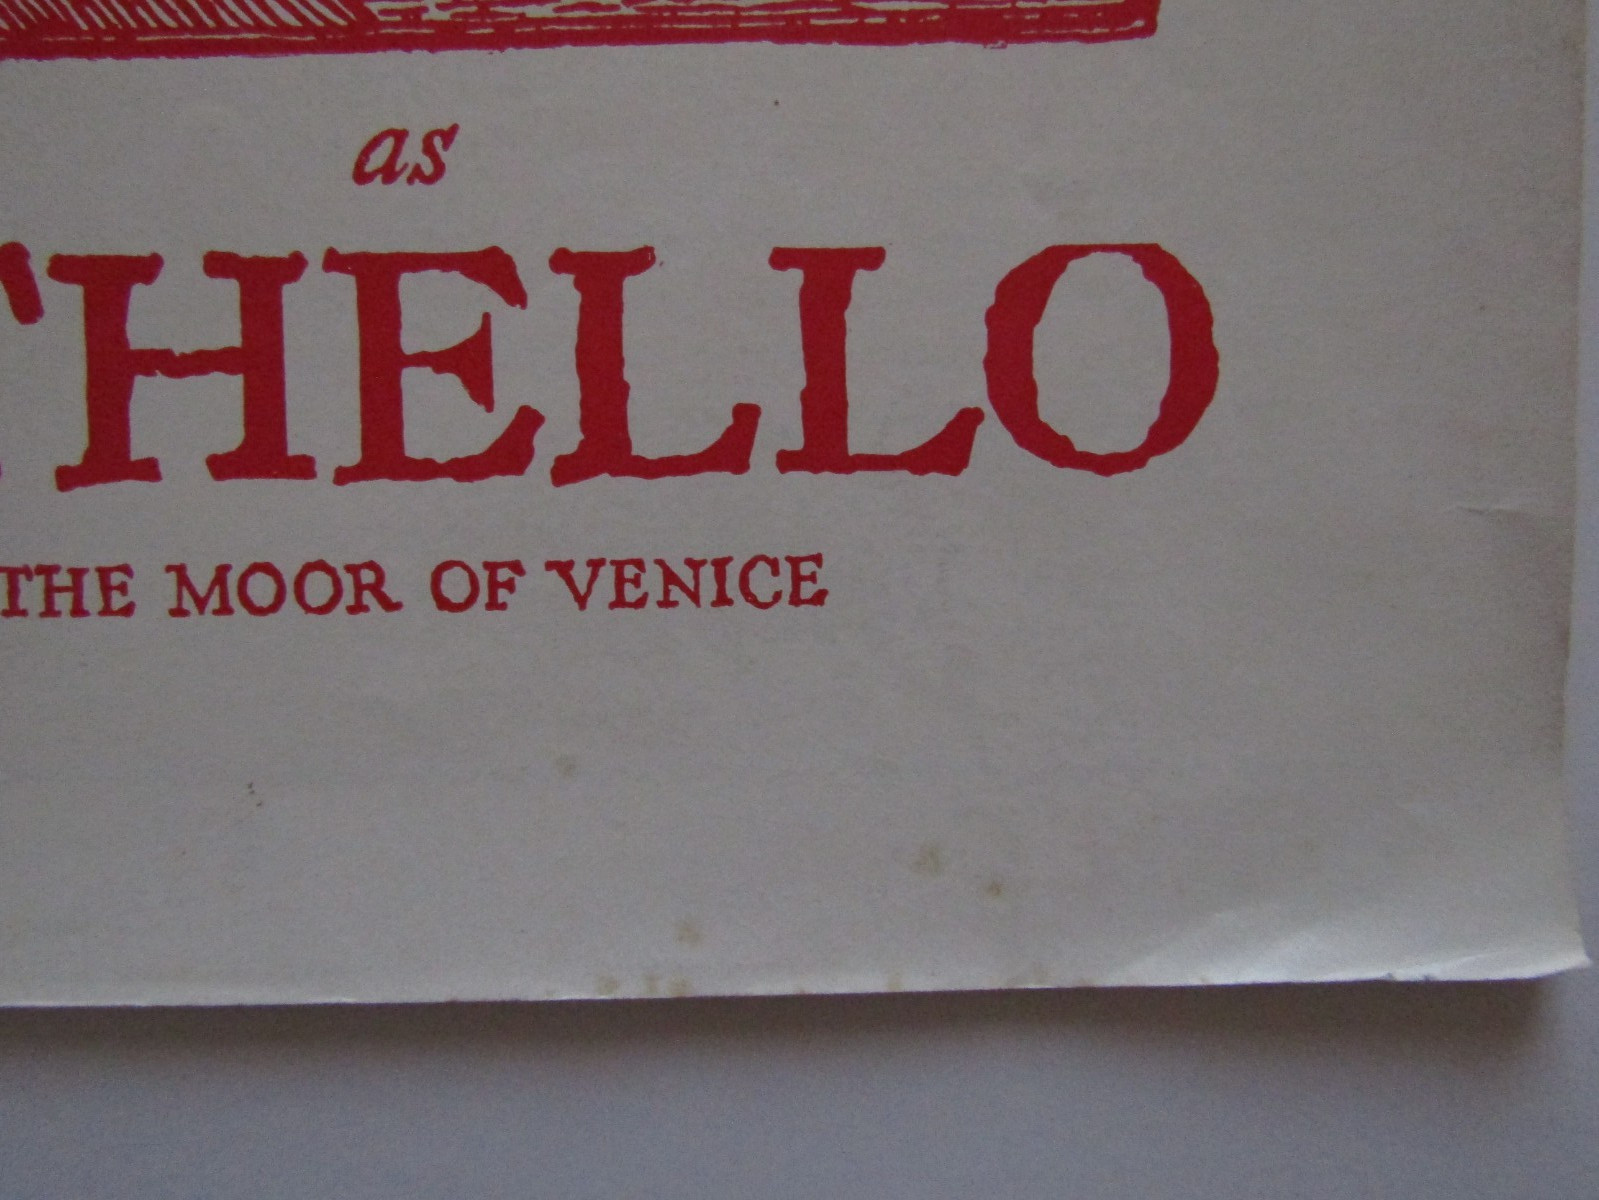 as
THELLO
THE MOOR OF VENICE